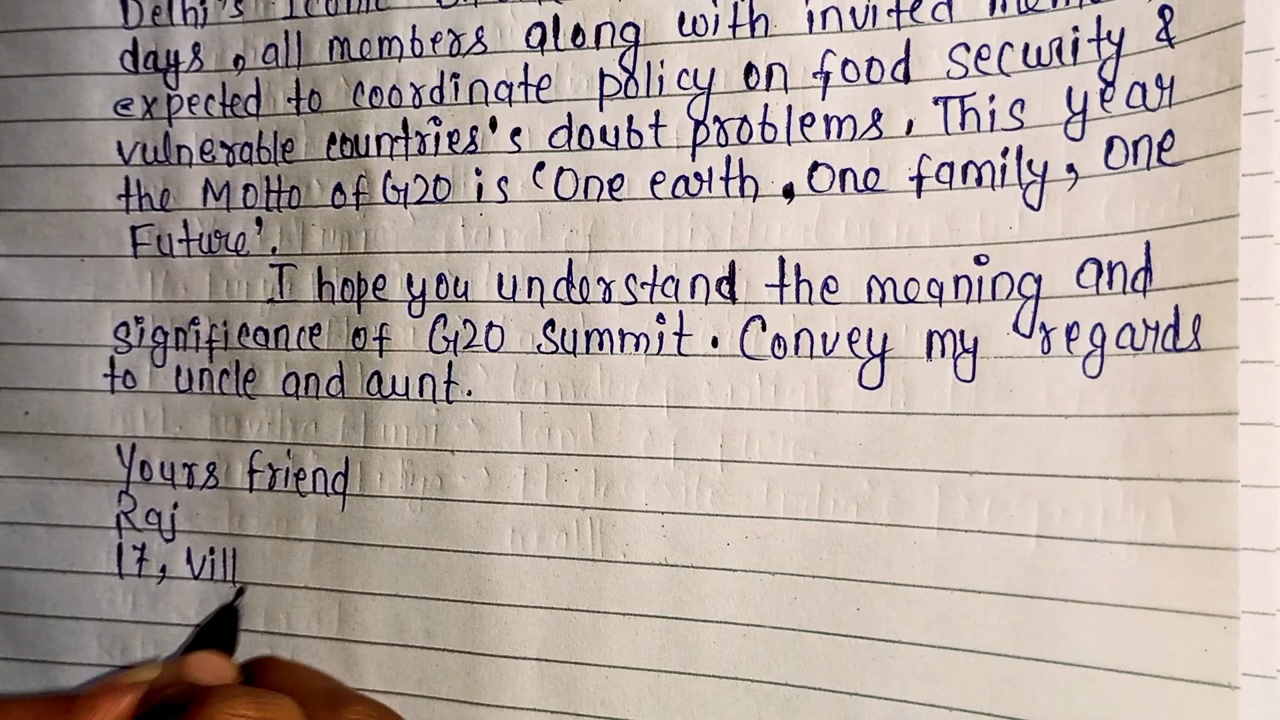 Delhi's Iconic
days, all members along with invited
expected to coordinate policy on food security &
vulnerable countries's doubt problems. This year
the Motto of G20 is 'One earth, One family, One
Future'.
I hope you understand the meaning and
significance of G20 Summit. Convey my regards
to uncle and aunt.
Yours friend
Raj
17, Vill